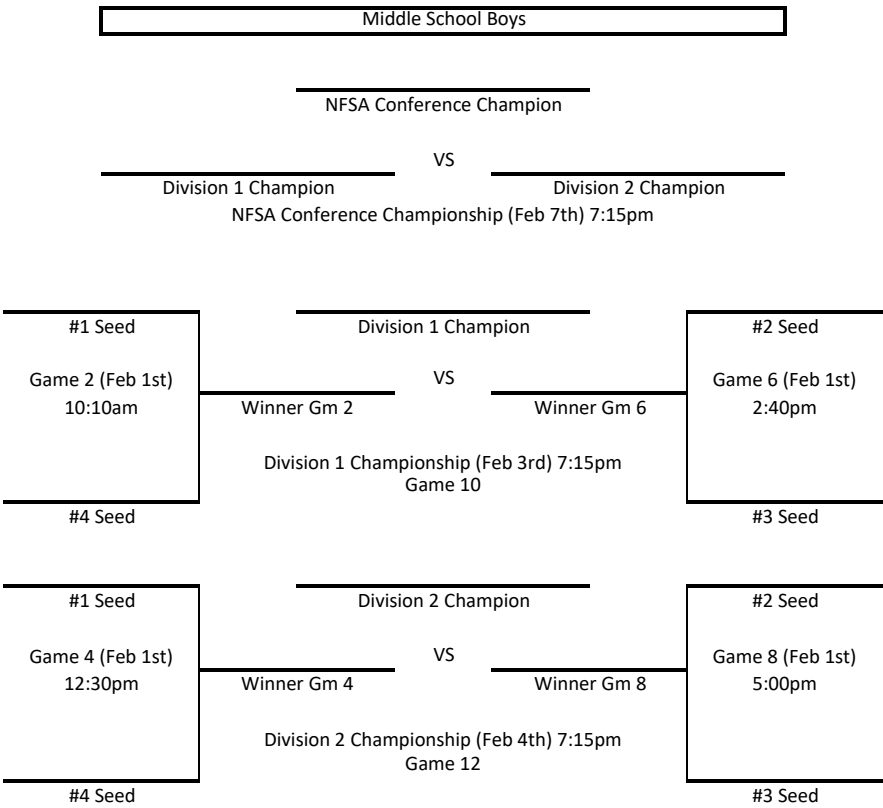 Middle School Boys
NFSA Conference Champion
VS
Division 1 Champion
Division 2 Champion
NFSA Conference Championship (Feb 7th) 7:15pm
#1 Seed
Division 1 Champion
#2 Seed
Game 2 (Feb 1st)
VS
Game 6 (Feb 1st)
10:10am
Winner Gm 2
Winner Gm 6
2:40pm
Division 1 Championship (Feb 3rd) 7:15pm
Game 10
#4 Seed
#3 Seed
#1 Seed
Division 2 Champion
#2 Seed
Game 4 (Feb 1st)
VS
Game 8 (Feb 1st)
12:30pm
Winner Gm 4
Winner Gm 8
5:00pm
Division 2 Championship (Feb 4th) 7:15pm
Game 12
#4 Seed
#3 Seed